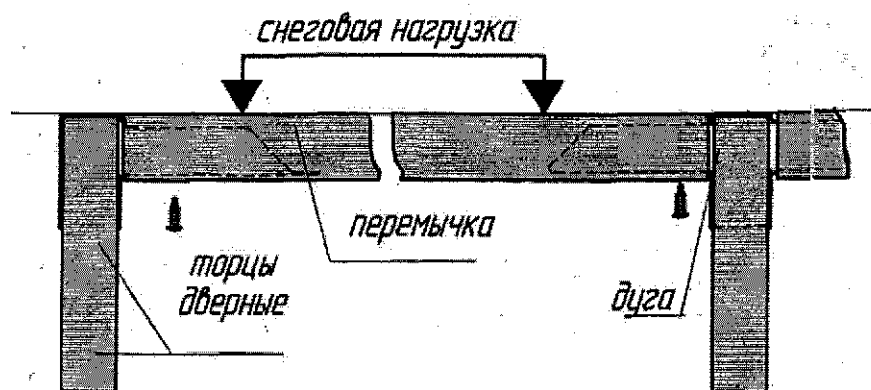 снеговая нагрузка
перемычка
торцы
дверные
дуга